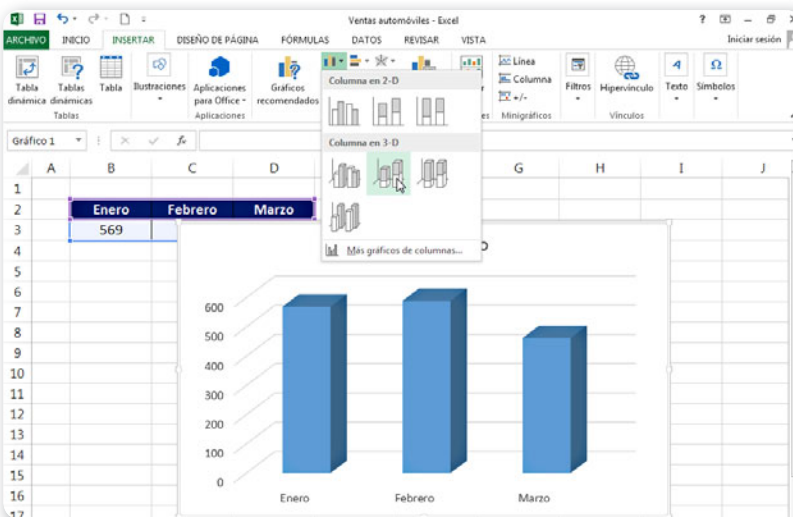 Ventas automóviles - Excel
ARCHIVO INICIO INSERTAR DISEÑO DE PÁGINA FÓRMULAS DATOS REVISAR VISTA Iniciar sesión
Tabla dinámica
Tablas dinámicas
Tabla
Ilustraciones
Aplicaciones para Office
Gráficos recomendados
Línea
Columna
+/-
Filtros
Hipervínculo
Texto
Símbolos
Tablas
Aplicaciones
Minigráficos
Vínculos
Columna en 2-D
Columna en 3-D
Más gráficos de columnas...
Gráfico 1
fx
A B C D G H I J
1
2 Enero Febrero Marzo
3 569
4
5
6
7
8
9
10
11
12
13
14
15
16
17
600
500
400
300
200
100
0
Enero Febrero Marzo